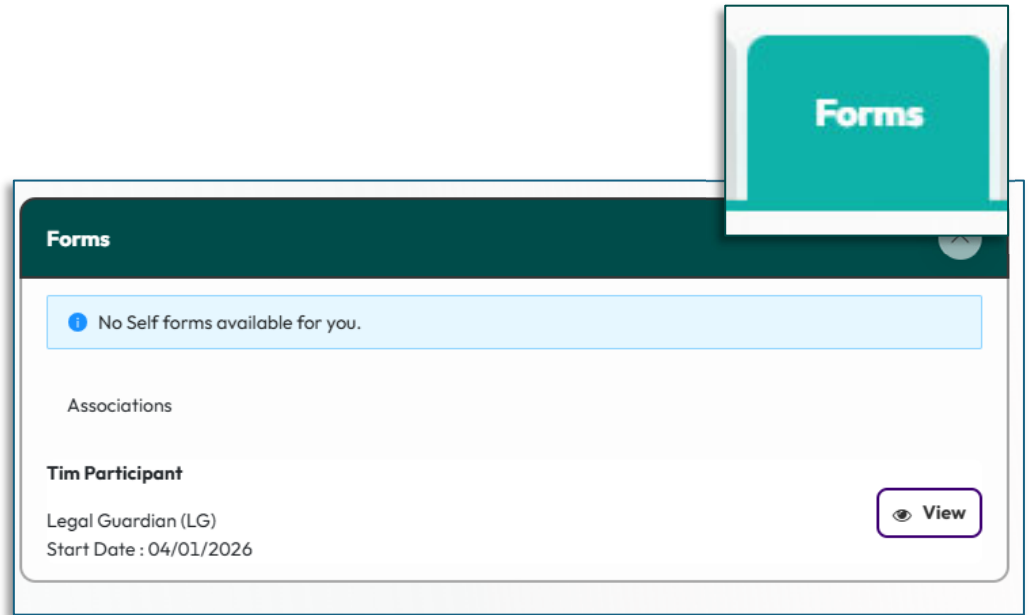 Forms
Forms
No Self forms available for you.
Associations
Tim Participant
Legal Guardian (LG)
Start Date : 04/01/2026
View